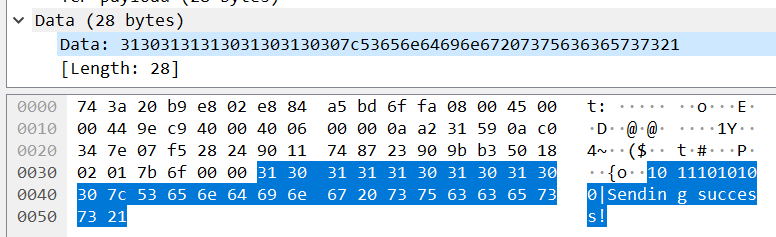 TCP payload (28 bytes)
Data (28 bytes)
Data: 31303131313031303130307c53656e64696e67207375636365737321
[Length: 28]
0000 74 3a 20 b9 e8 02 e8 84 a5 bd 6f fa 08 00 45 00 t: ····· ··o···E·
0010 00 44 9e c9 40 00 40 06 00 00 0a a2 31 59 0a c0 ·D··@·@· ····1Y··
0020 34 7e 07 f5 28 24 90 11 74 87 23 90 9b b3 50 18 4~··($·· t·#···P·
0030 02 01 7b 6f 00 00 31 30 31 31 31 30 31 30 31 30 ··{o··10 11101010
0040 30 7c 53 65 6e 64 69 6e 67 20 73 75 63 63 65 73 0|Sendin g succes
0050 73 21 s!